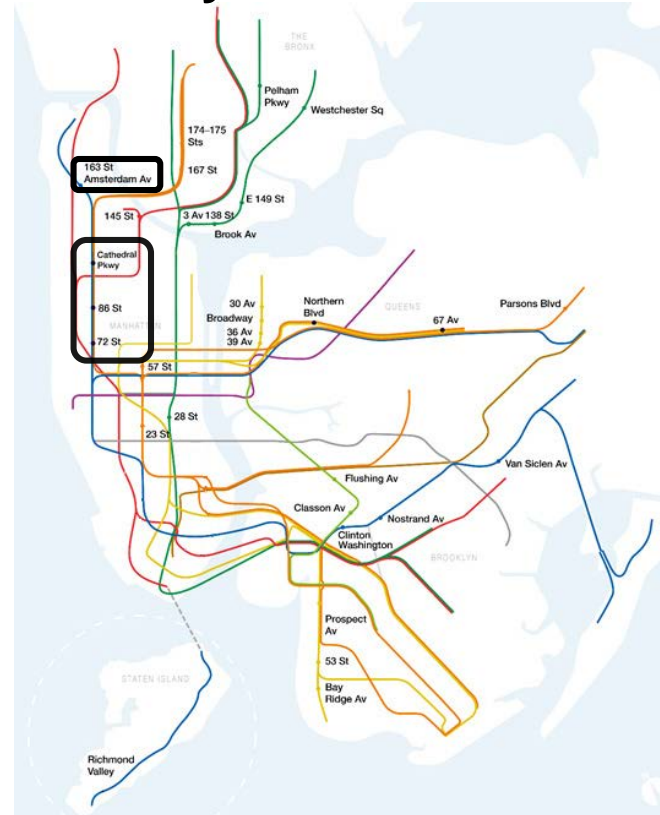 THE
BRONX
Pelham
Pkwy
Westchester Sq
174–175
Sts
163 St
Amsterdam Av
167 St
E 149 St
145 St
3 Av 138 St
Brook Av
Cathedral
Pkwy
86 St
MANHATTAN
72 St
57 St
30 Av
Broadway
36 Av
39 Av
Northern
Blvd
QUEENS
67 Av
Parsons Blvd
28 St
23 St
Flushing Av
Van Siclen Av
Classon Av
Nostrand Av
Clinton
Washington
BROOKLYN
Prospect
Av
53 St
Bay
Ridge Av
STATEN ISLAND
Richmond
Valley